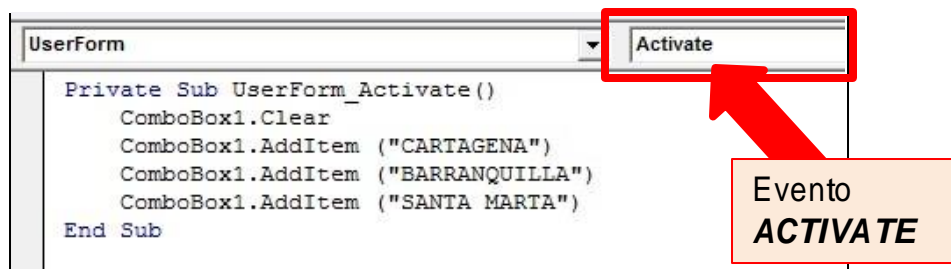 UserForm
Activate
Private Sub UserForm_Activate()
ComboBox1.Clear
ComboBox1.AddItem ("CARTAGENA")
ComboBox1.AddItem ("BARRANQUILLA")
ComboBox1.AddItem ("SANTA MARTA")
End Sub
Evento
ACTIVATE